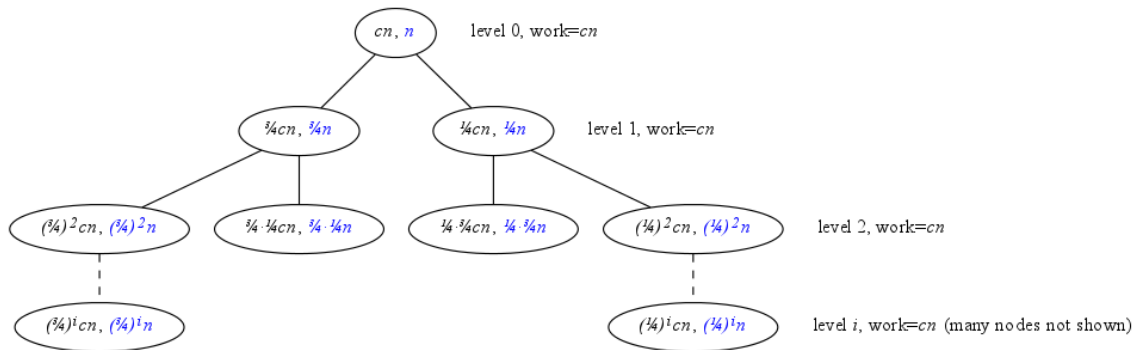 cn, n level 0, work=cn
¾cn, ¾n ¼cn, ¼n level 1, work=cn
(¾)²cn, (¾)²n ¾·¼cn, ¾·¼n ¼·¾cn, ¼·¾n (¼)²cn, (¼)²n level 2, work=cn
(¾)ⁱcn, (¾)ⁱn (¼)ⁱcn, (¼)ⁱn level i, work=cn (many nodes not shown)